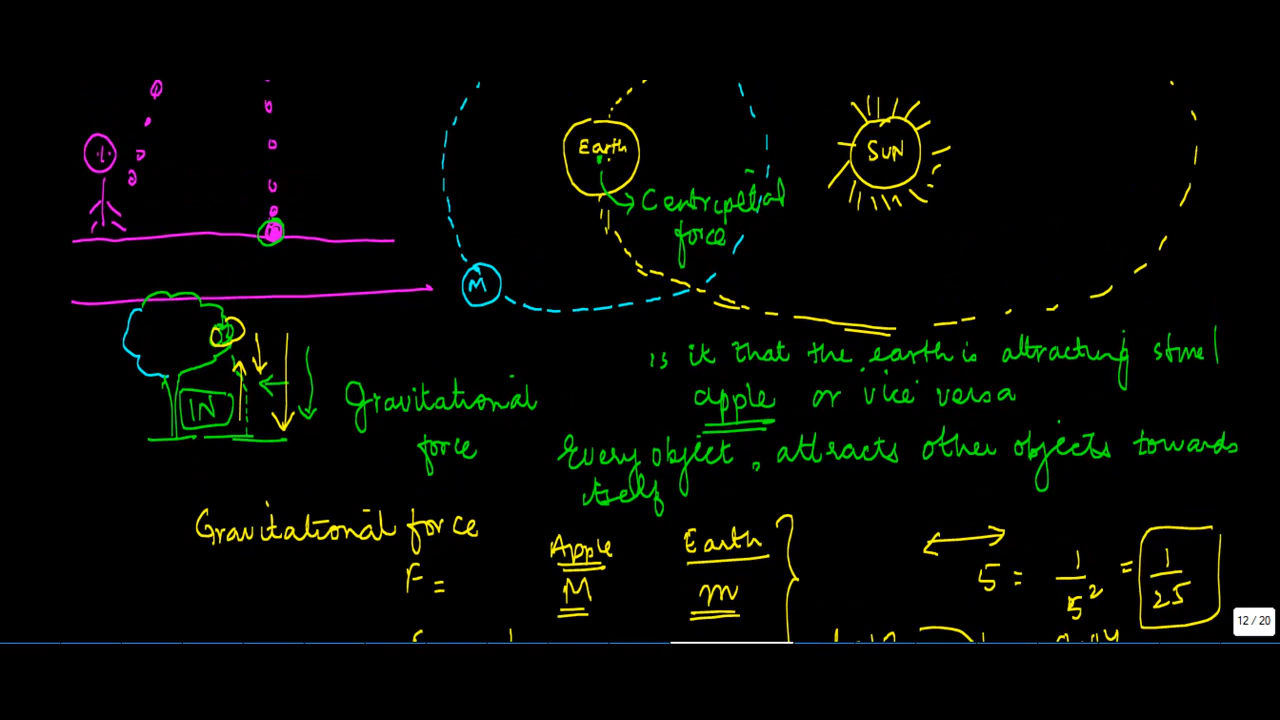 Earth
SUN
Centripetal
force
M
is it that the earth is attracting
apple or vice versa
IN
Gravitational
force
Every object, attracts other objects towards
itself
Gravitational force
Apple
Earth
F =
M
m
5 = 1/5² = 1/25
12 / 20